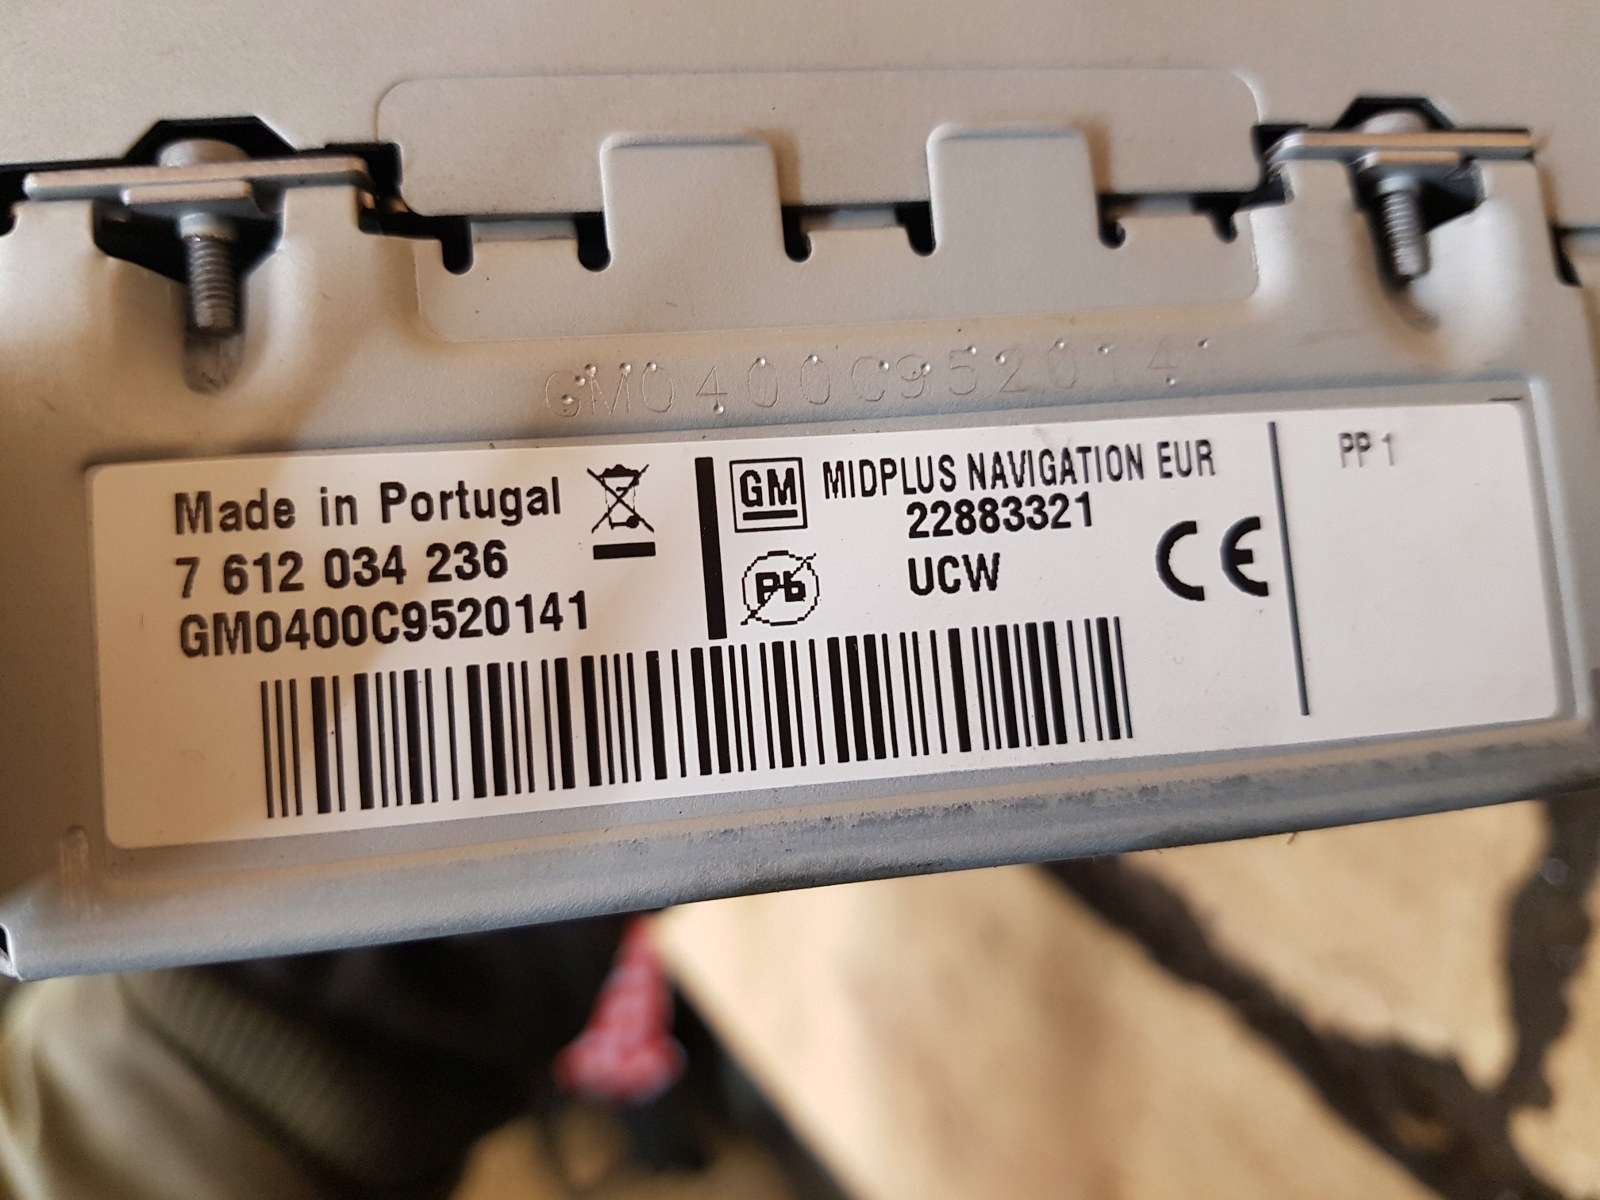 GM0400C9520141
Made in Portugal
7 612 034 236
GM0400C9520141
GM
MIDPLUS NAVIGATION EUR
22883321
Pb
UCW
CE
PP 1